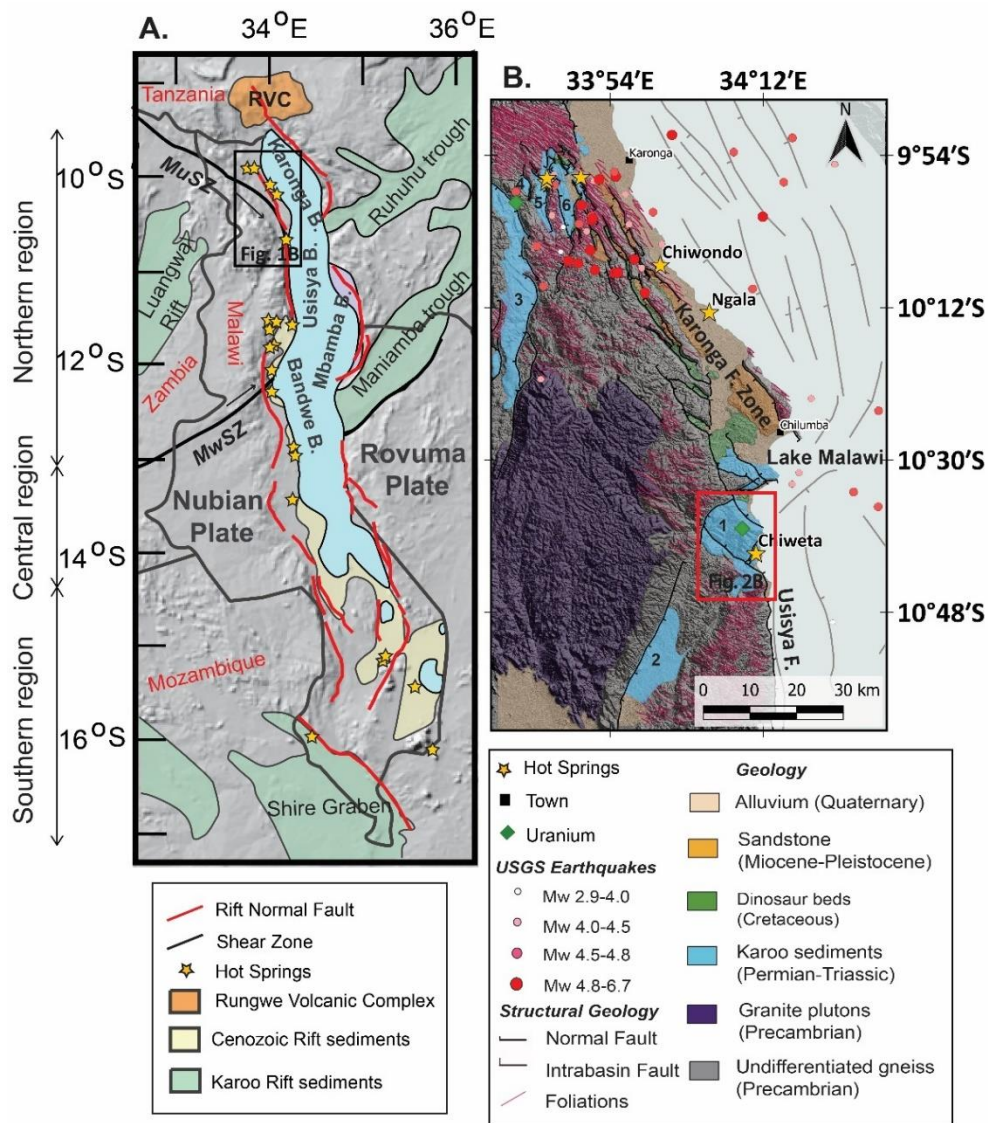 A.
34°E
36°E
10°S
12°S
14°S
16°S
Northern region
Central region
Southern region
Tanzania
RVC
MuSZ
Karonga B.
Ruhuhu trough
Fig. 1B
Usisya B.
Luangwa
Rift
Malawi
Mbamba B.
Maniamba trough
Zambia
Bandwe B.
MwSZ
Rovuma
Plate
Nubian
Plate
Mozambique
Shire Graben
Rift Normal Fault
Shear Zone
Hot Springs
Rungwe Volcanic Complex
Cenozoic Rift sediments
Karoo Rift sediments
B.
33°54'E
34°12'E
N
9°54'S
10°12'S
10°30'S
10°48'S
Karonga
5
6
Chiwondo
3
Ngala
Karonga F. Zone
Chilumba
Lake Malawi
1
Chiweta
Fig. 2B
2
Usisya F.
0 10 20 30 km
Hot Springs
Town
Uranium
USGS Earthquakes
Mw 2.9-4.0
Mw 4.0-4.5
Mw 4.5-4.8
Mw 4.8-6.7
Structural Geology
Normal Fault
Intrabasin Fault
Foliations
Geology
Alluvium (Quaternary)
Sandstone
(Miocene-Pleistocene)
Dinosaur beds
(Cretaceous)
Karoo sediments
(Permian-Triassic)
Granite plutons
(Precambrian)
Undifferentiated gneiss
(Precambrian)